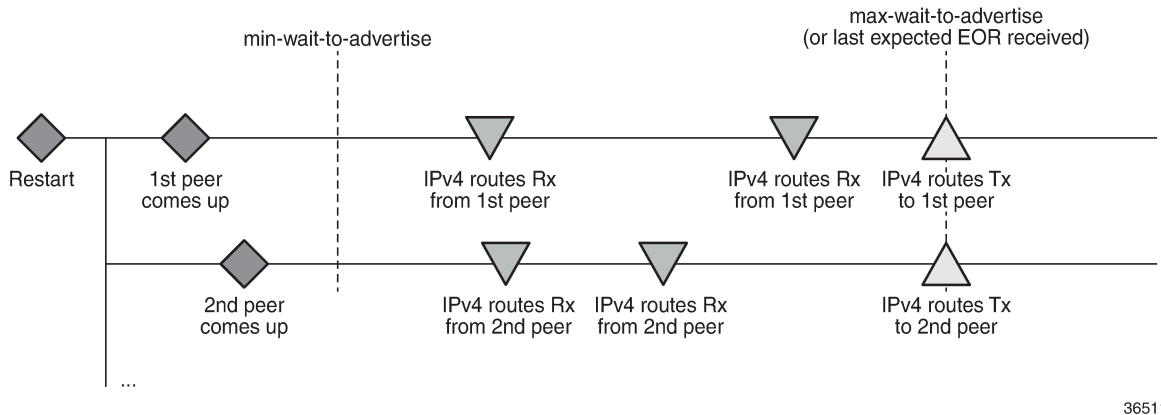 min-wait-to-advertise
max-wait-to-advertise
(or last expected EOR received)
Restart
1st peer
comes up
IPv4 routes Rx
from 1st peer
IPv4 routes Rx
from 1st peer
IPv4 routes Tx
to 1st peer
2nd peer
comes up
IPv4 routes Rx
from 2nd peer
IPv4 routes Rx
from 2nd peer
IPv4 routes Tx
to 2nd peer
...
3651